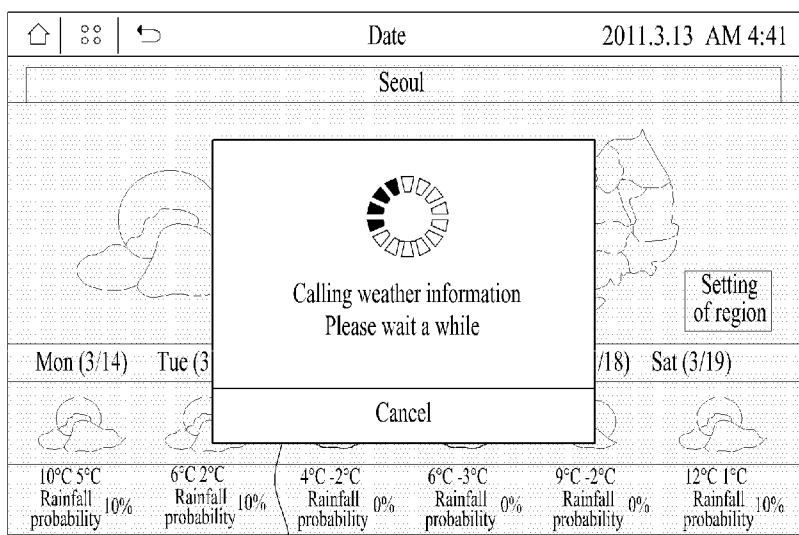 Date
2011.3.13 AM 4:41
Seoul
Calling weather information
Please wait a while
Setting
of region
Mon (3/14)
Tue (3
/18)
Sat (3/19)
Cancel
10°C 5°C
Rainfall
probability 10%
6°C 2°C
Rainfall
probability 10%
4°C -2°C
Rainfall
probability 0%
6°C -3°C
Rainfall
probability 0%
9°C -2°C
Rainfall
probability 0%
12°C 1°C
Rainfall
probability 10%